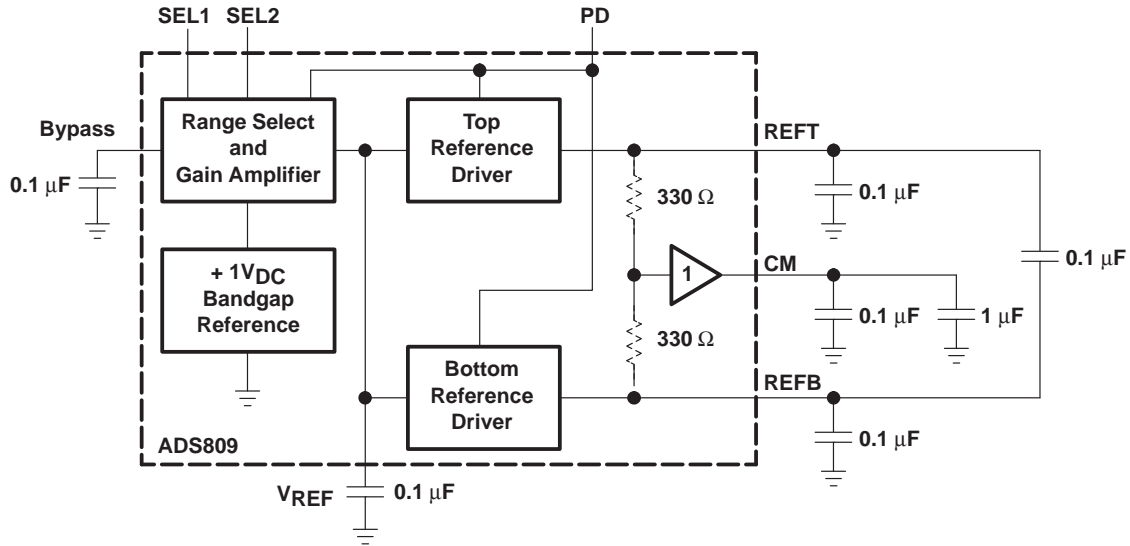 SEL1 SEL2 PD
Bypass
0.1 μF
Range Select
and
Gain Amplifier
Top
Reference
Driver
REFT
330 Ω
0.1 μF
+ 1VDC
Bandgap
Reference
1
CM
0.1 μF
0.1 μF
1 μF
330 Ω
Bottom
Reference
Driver
REFB
0.1 μF
ADS809
VREF
0.1 μF